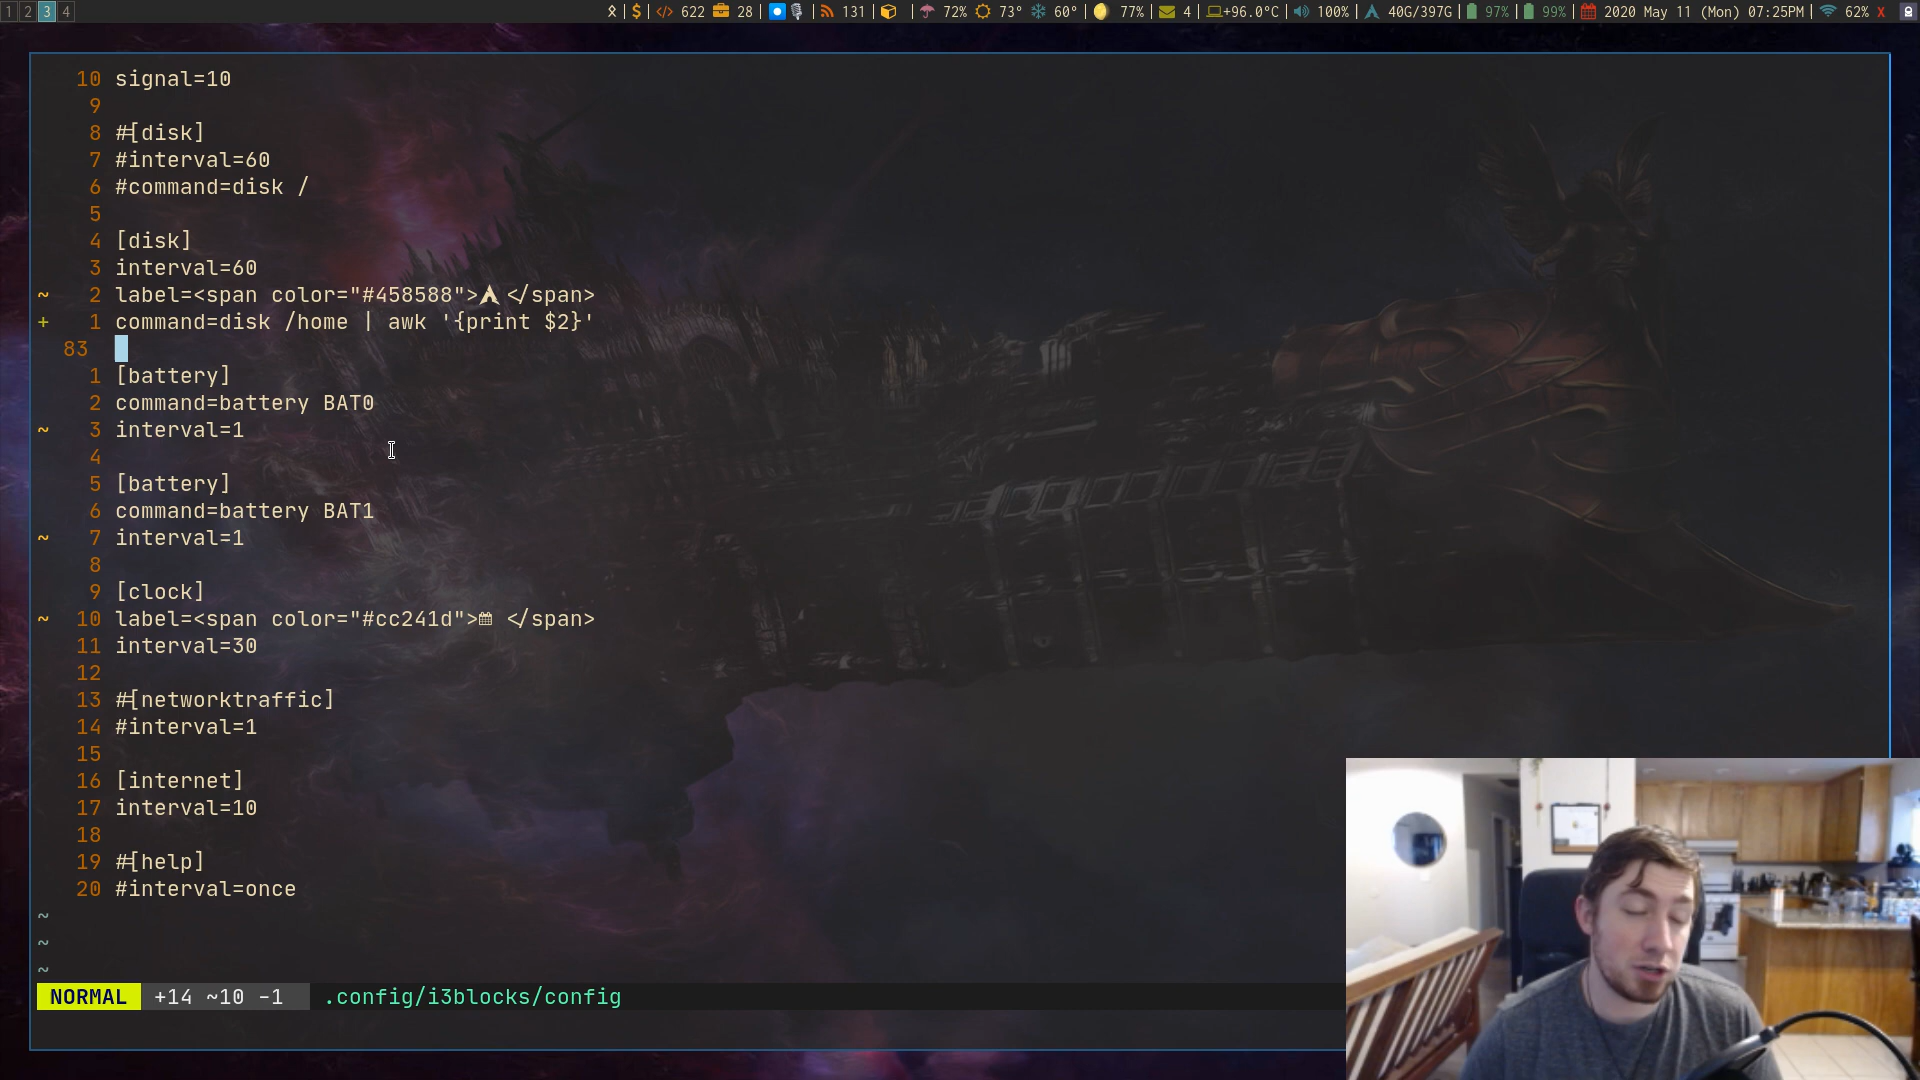 1 2 3 4 $ 622 28 131 72% 73° 60° 77% 4 +96.0°C 100% 40G/397G 97% 99% 2020 May 11 (Mon) 07:25PM 62% X
10 signal=10
9
8 #[disk]
7 #interval=60
6 #command=disk /
5
4 [disk]
3 interval=60
~ 2 label=<span color="#458588"> </span>
+ 1 command=disk /home | awk '{print $2}'
83
1 [battery]
2 command=battery BAT0
~ 3 interval=1
4
5 [battery]
6 command=battery BAT1
~ 7 interval=1
8
9 [clock]
~ 10 label=<span color="#cc241d"> </span>
11 interval=30
12
13 #[networktraffic]
14 #interval=1
15
16 [internet]
17 interval=10
18
19 #[help]
20 #interval=once
~
~
~
NORMAL +14 ~10 -1 .config/i3blocks/config